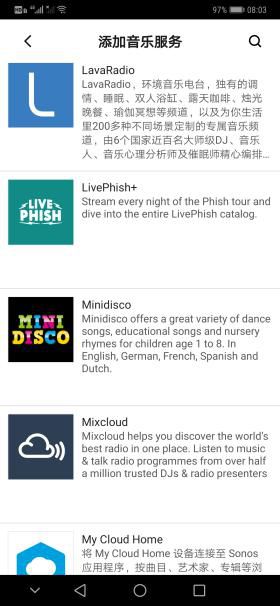 97% 08:03
添加音乐服务
LavaRadio
LavaRadio，环境音乐电台，独有的调
情、睡眠、双人浴缸、露天咖啡、烛光
晚餐、瑜伽冥想等频道，以及为你生活
里200多种不同场景定制的专属音乐频
道，由6个国家近百名大师级DJ、音乐
人、音乐心理分析师及催眠师精心编排...
LIVE
PHISH
LivePhish+
Stream every night of the Phish tour and
dive into the entire LivePhish catalog.
MINI
DISCO
Minidisco
Minidisco offers a great variety of dance
songs, educational songs and nursery
rhymes for children age 1 to 8. In
English, German, French, Spanish and
Dutch.
Mixcloud
Mixcloud helps you discover the world's
best radio in one place. Listen to music
& talk radio programmes from over half
a million trusted DJs & radio presenters
My Cloud Home
将 My Cloud Home 设备连接至 Sonos
应用程序，按曲目、艺术家、专辑等浏